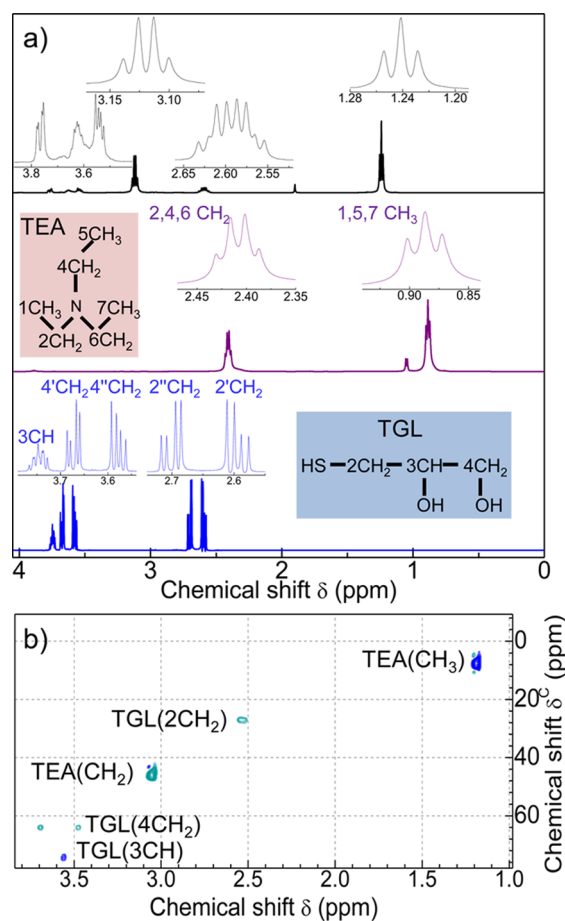 a)
3.15 3.10
1.28 1.24 1.20
3.8 3.6
2.60 2.55
TEA
5CH₃
4CH₂
1CH₃ N 7CH₃
2CH₂ 6CH₂
2,4,6 CH₂
1,5,7 CH₃
2.45 2.40 2.35
0.90 0.85
4'CH₂ 4''CH₂ 2''CH₂ 2'CH₂
3CH
3.7 3.6
2.7 2.6
TGL
HS 2CH₂ 3CH 4CH₂
OH OH
4 3 2 1 0
Chemical shift δ (ppm)
b)
TEA(CH₃)
TGL(2CH₂)
TEA(CH₂)
TGL(4CH₂)
TGL(3CH)
0
20
40
60
Chemical shift δᶜ (ppm)
3.5 3.0 2.5 2.0 1.5 1.0
Chemical shift δ (ppm)